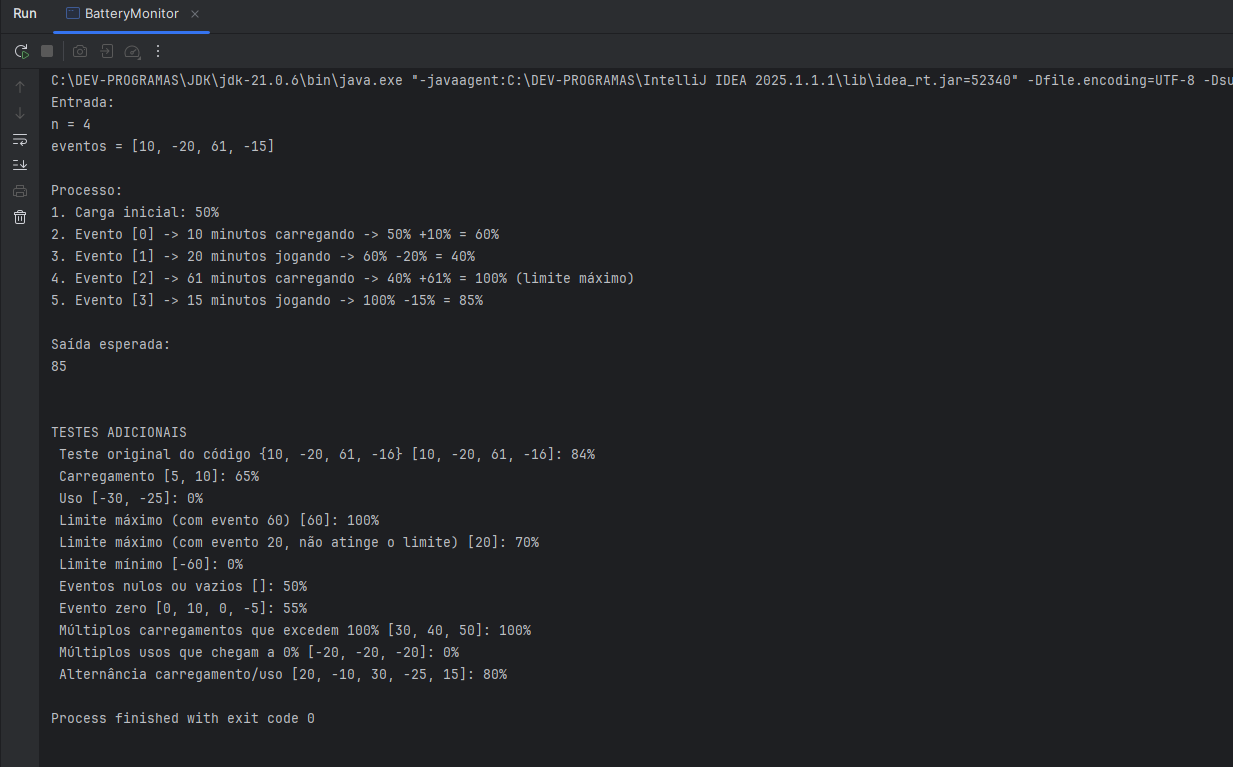 Run BatteryMonitor
C:\DEV-PROGRAMAS\JDK\jdk-21.0.6\bin\java.exe "-javaagent:C:\DEV-PROGRAMAS\IntelliJ IDEA 2025.1.1.1\lib\idea_rt.jar=52340" -Dfile.encoding=UTF-8 -Dsu
Entrada:
n = 4
eventos = [10, -20, 61, -15]
Processo:
1. Carga inicial: 50%
2. Evento [0] -> 10 minutos carregando -> 50% +10% = 60%
3. Evento [1] -> 20 minutos jogando -> 60% -20% = 40%
4. Evento [2] -> 61 minutos carregando -> 40% +61% = 100% (limite máximo)
5. Evento [3] -> 15 minutos jogando -> 100% -15% = 85%
Saída esperada:
85
TESTES ADICIONAIS
Teste original do código {10, -20, 61, -16} [10, -20, 61, -16]: 84%
Carregamento [5, 10]: 65%
Uso [-30, -25]: 0%
Limite máximo (com evento 60) [60]: 100%
Limite máximo (com evento 20, não atinge o limite) [20]: 70%
Limite mínimo [-60]: 0%
Eventos nulos ou vazios []: 50%
Evento zero [0, 10, 0, -5]: 55%
Múltiplos carregamentos que excedem 100% [30, 40, 50]: 100%
Múltiplos usos que chegam a 0% [-20, -20, -20]: 0%
Alternância carregamento/uso [20, -10, 30, -25, 15]: 80%
Process finished with exit code 0